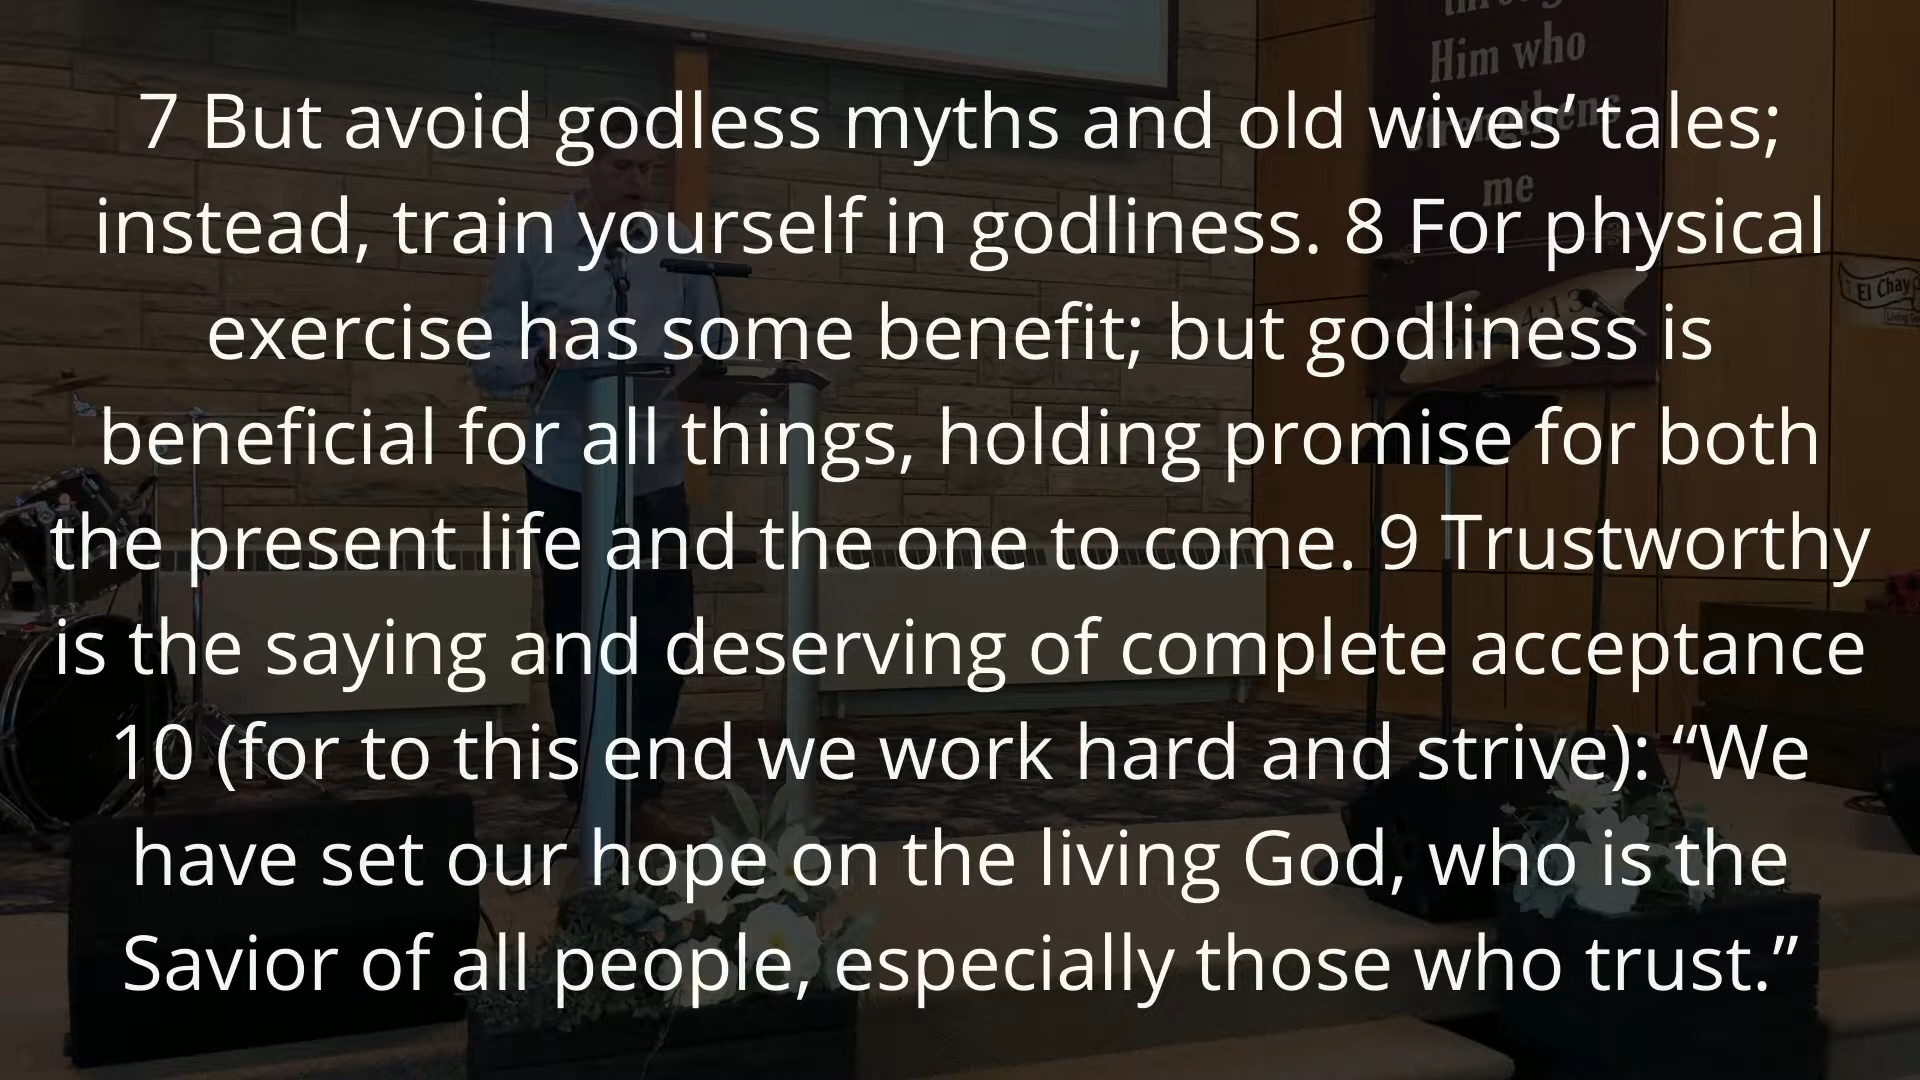 7 But avoid godless myths and old wives’ tales;
instead, train yourself in godliness. 8 For physical
exercise has some benefit; but godliness is
beneficial for all things, holding promise for both
the present life and the one to come. 9 Trustworthy
is the saying and deserving of complete acceptance
10 (for to this end we work hard and strive): “We
have set our hope on the living God, who is the
Savior of all people, especially those who trust.”
Him who
strengthens
me
4:13
El Chay